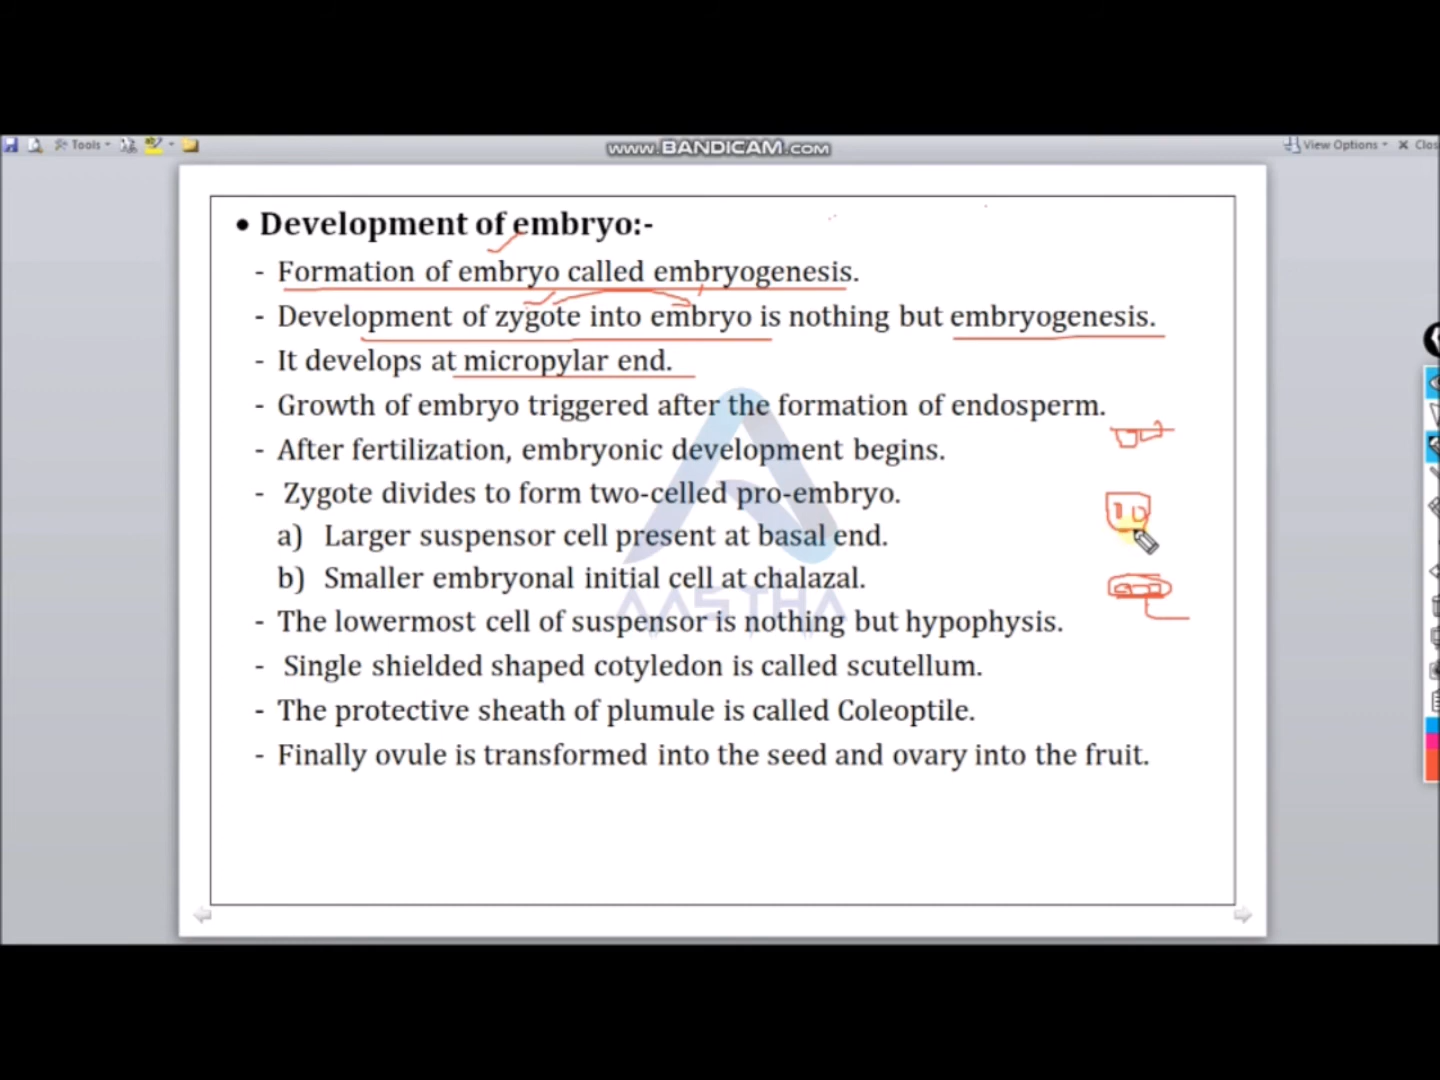 Tools
www.BANDICAM.com
View Options
Clos
• Development of embryo:-
- Formation of embryo called embryogenesis.
- Development of zygote into embryo is nothing but embryogenesis.
- It develops at micropylar end.
- Growth of embryo triggered after the formation of endosperm.
- After fertilization, embryonic development begins.
- Zygote divides to form two-celled pro-embryo.
a) Larger suspensor cell present at basal end.
b) Smaller embryonal initial cell at chalazal.
AASTHA
- The lowermost cell of suspensor is nothing but hypophysis.
- Single shielded shaped cotyledon is called scutellum.
- The protective sheath of plumule is called Coleoptile.
- Finally ovule is transformed into the seed and ovary into the fruit.